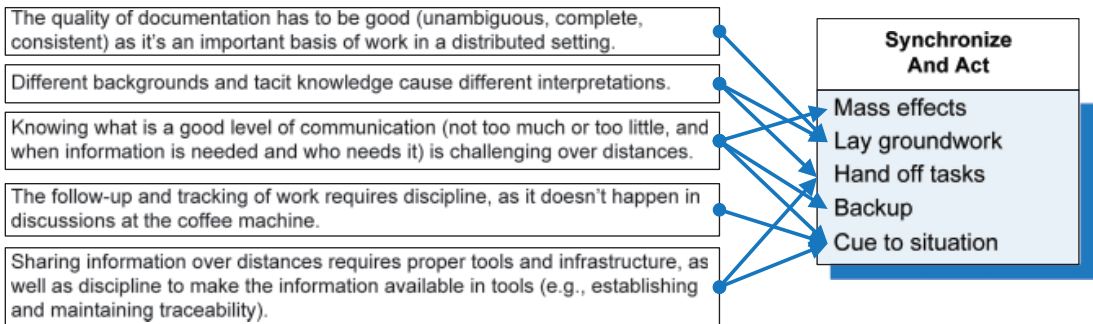 The quality of documentation has to be good (unambiguous, complete,
consistent) as it's an important basis of work in a distributed setting.
Different backgrounds and tacit knowledge cause different interpretations.
Knowing what is a good level of communication (not too much or too little, and
when information is needed and who needs it) is challenging over distances.
The follow-up and tracking of work requires discipline, as it doesn't happen in
discussions at the coffee machine.
Sharing information over distances requires proper tools and infrastructure, as
well as discipline to make the information available in tools (e.g., establishing
and maintaining traceability).
Synchronize
And Act
Mass effects
Lay groundwork
Hand off tasks
Backup
Cue to situation